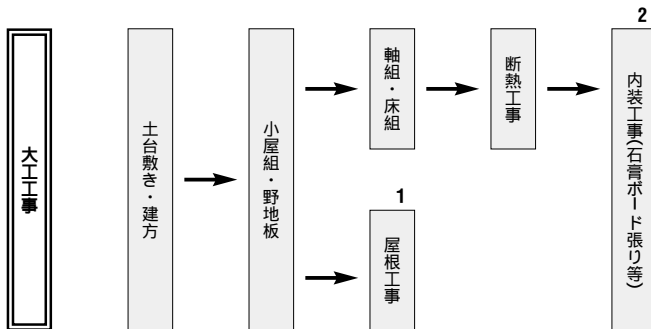 大工工事
土台敷き・建方
小屋組・野地板
軸組・床組
断熱工事
2
内装工事(石膏ボード張り等)
1
屋根工事